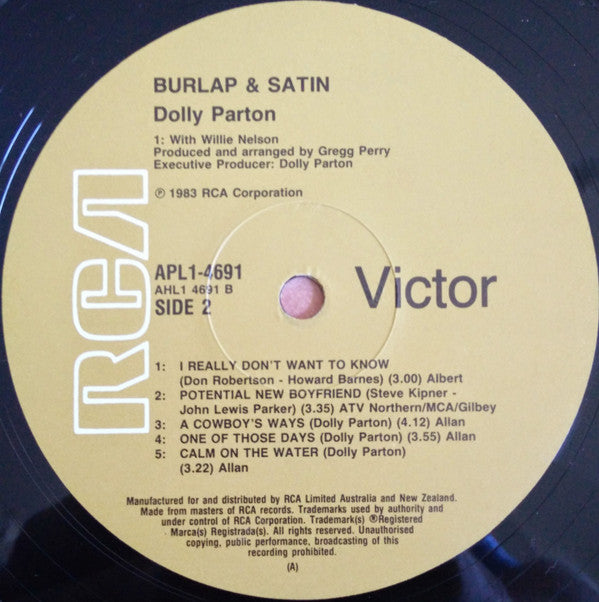 BURLAP & SATIN
Dolly Parton
1: With Willie Nelson
Produced and arranged by Gregg Perry
Executive Producer: Dolly Parton
℗ 1983 RCA Corporation
RCA
APL1-4691
AHL1 4691 B
SIDE 2
Victor
1: I REALLY DON'T WANT TO KNOW
(Don Robertson - Howard Barnes) (3.00) Albert
2: POTENTIAL NEW BOYFRIEND (Steve Kipner -
John Lewis Parker) (3.35) ATV Northern/MCA/Gilbey
3: A COWBOY'S WAYS (Dolly Parton) (4.12) Allan
4: ONE OF THOSE DAYS (Dolly Parton) (3.55) Allan
5: CALM ON THE WATER (Dolly Parton)
(3.22) Allan
Manufactured for and distributed by RCA Limited Australia and New Zealand.
Made from masters of RCA records. Trademarks used by authority and
under control of RCA Corporation. Trademark(s) ®Registered
Marca(s) Registrada(s). All rights reserved. Unauthorised
copying, public performance, broadcasting of this
recording prohibited.
(A)